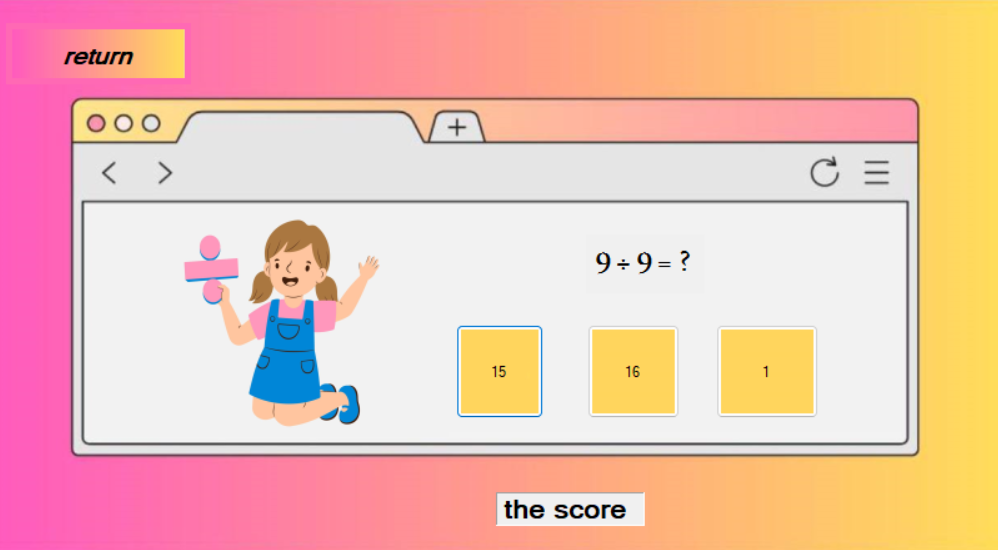 return
9 ÷ 9 = ?
15 16 1
the score